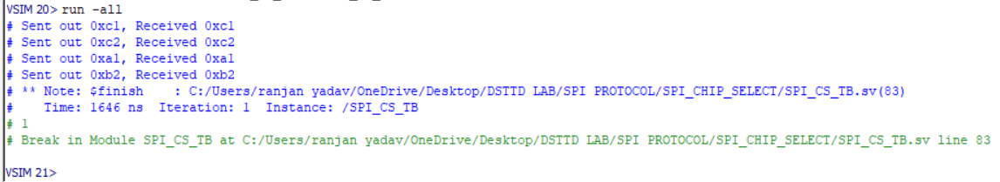 VSIM 20> run -all
# Sent out 0xc1, Received 0xc1
# Sent out 0xc2, Received 0xc2
# Sent out 0xa1, Received 0xa1
# Sent out 0xb2, Received 0xb2
# ** Note: $finish    : C:/Users/ranjan yadav/OneDrive/Desktop/DSTTD LAB/SPI PROTOCOL/SPI_CHIP_SELECT/SPI_CS_TB.sv(83)
#    Time: 1646 ns  Iteration: 1  Instance: /SPI_CS_TB
# 1
# Break in Module SPI_CS_TB at C:/Users/ranjan yadav/OneDrive/Desktop/DSTTD LAB/SPI PROTOCOL/SPI_CHIP_SELECT/SPI_CS_TB.sv line 83
VSIM 21>